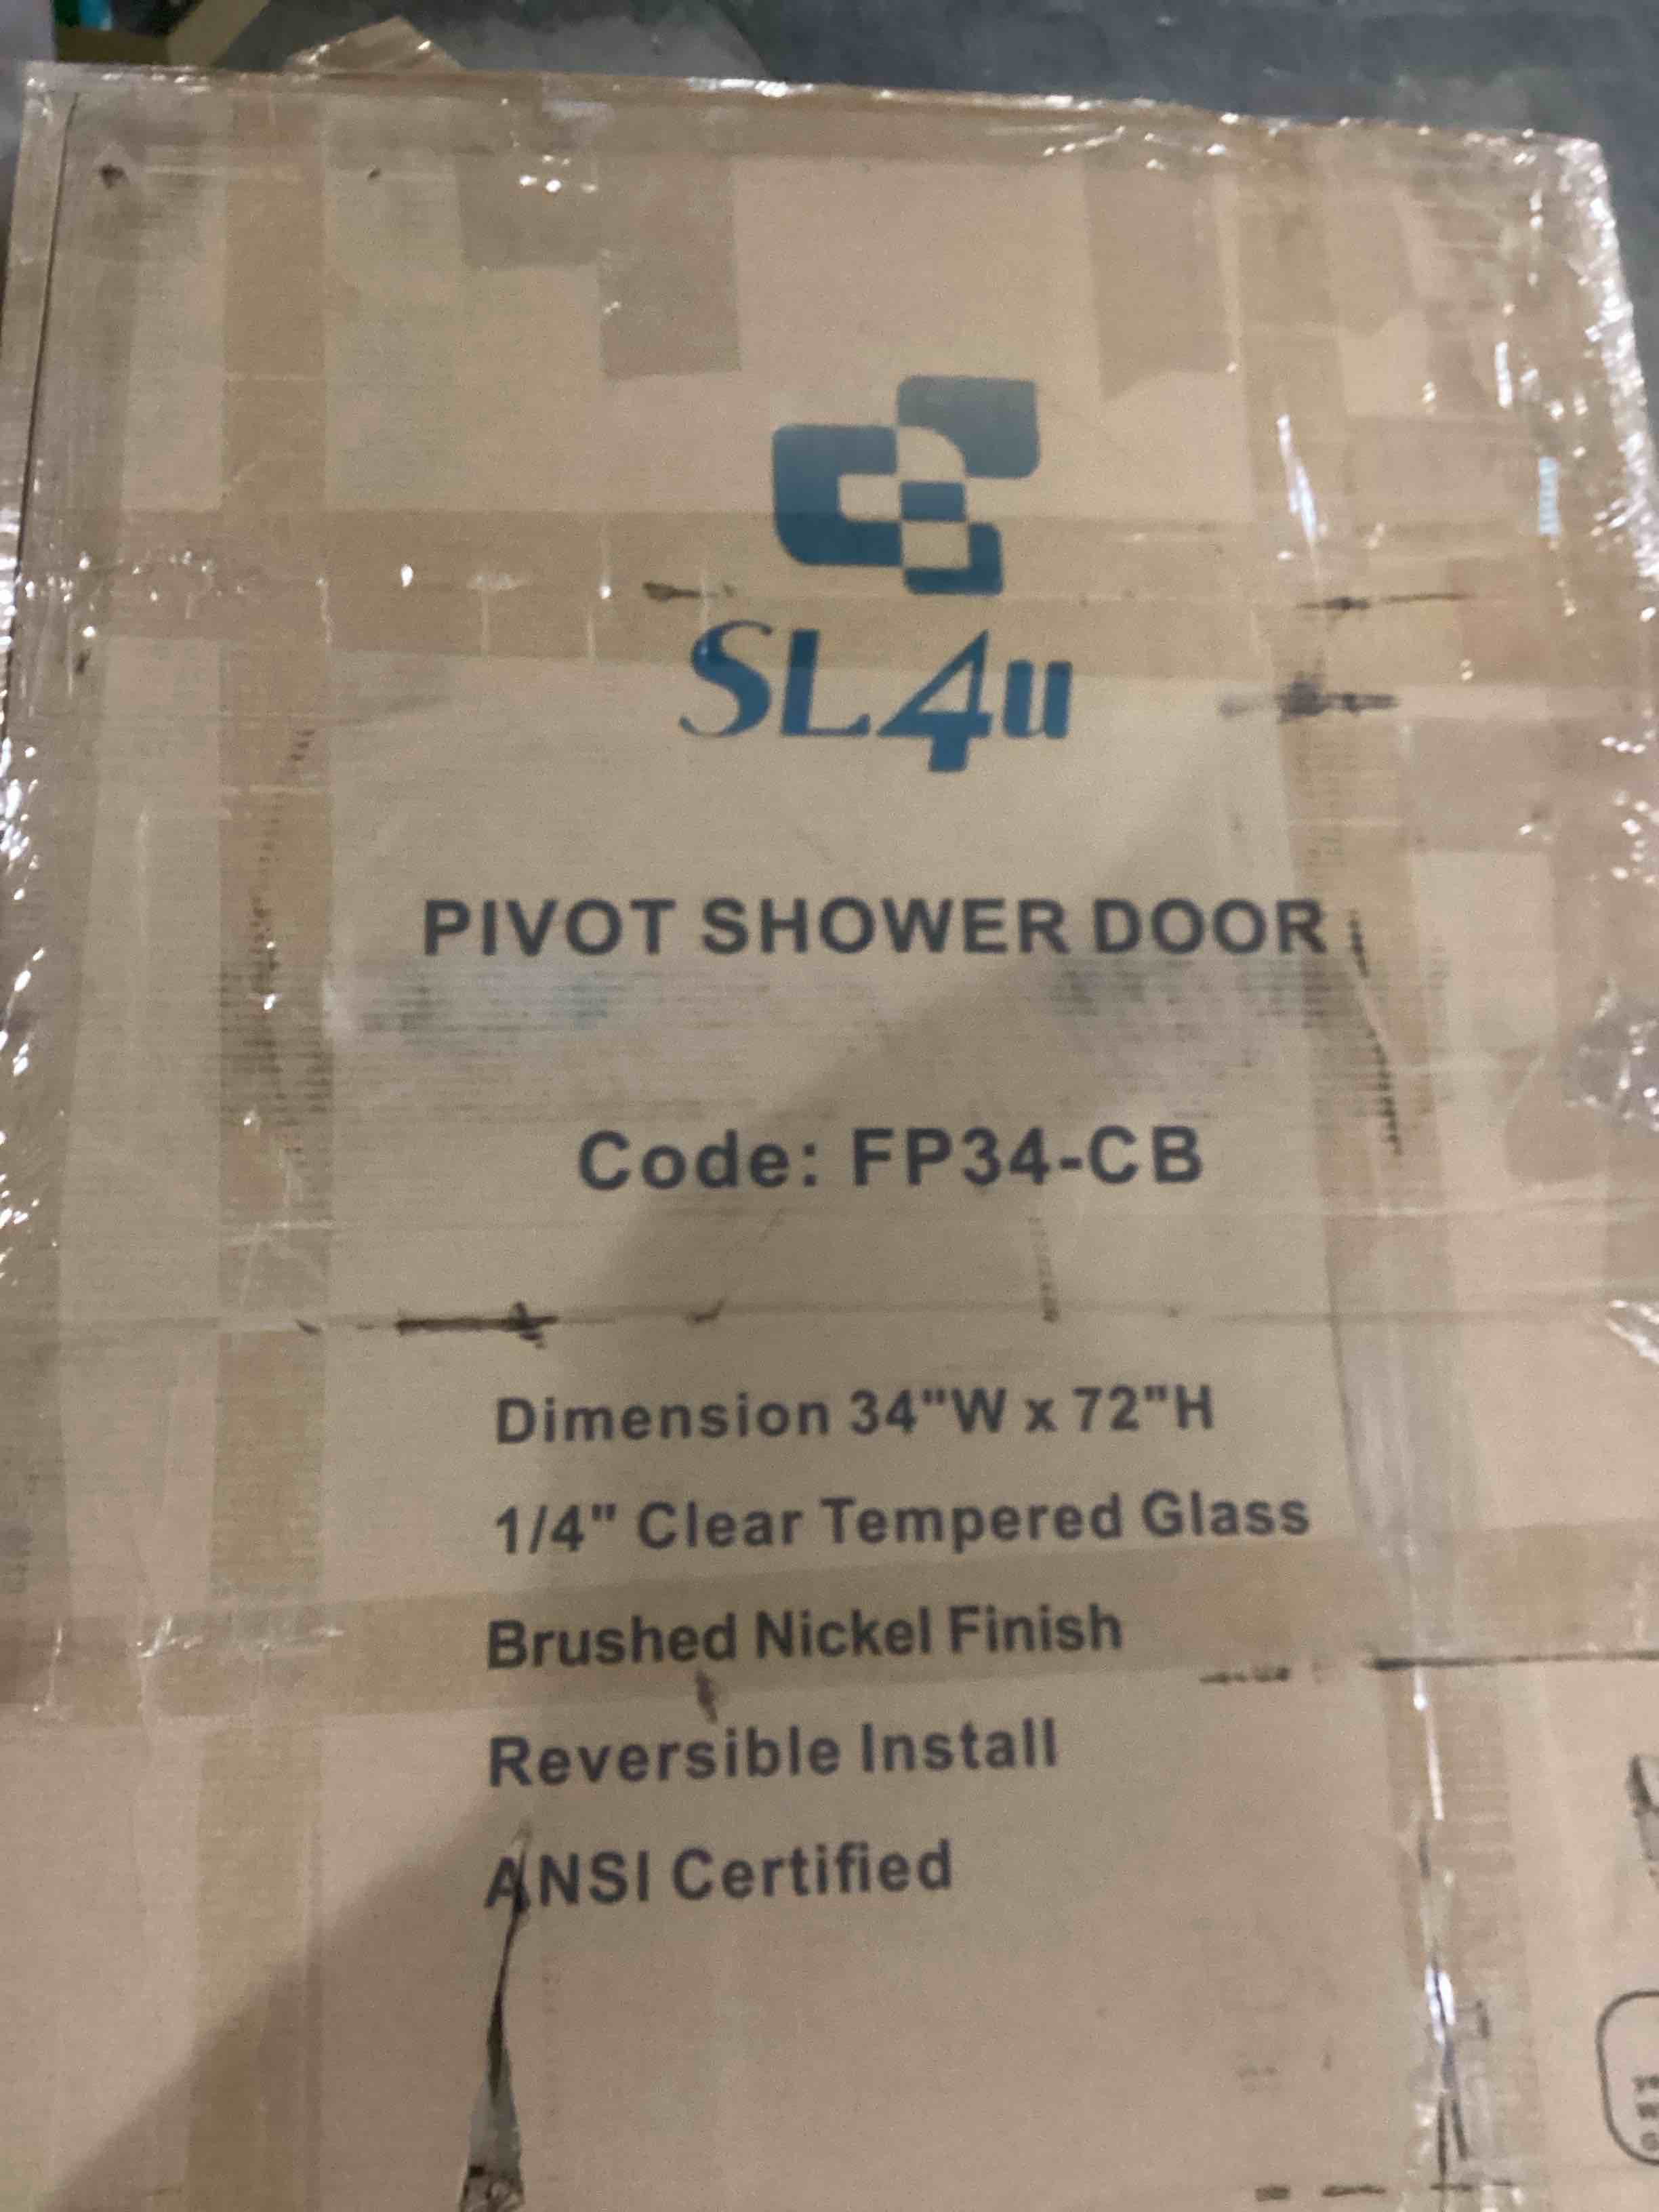 SL4u
PIVOT SHOWER DOOR
Code: FP34-CB
Dimension 34"W x 72"H
1/4" Clear Tempered Glass
Brushed Nickel Finish
Reversible Install
ANSI Certified